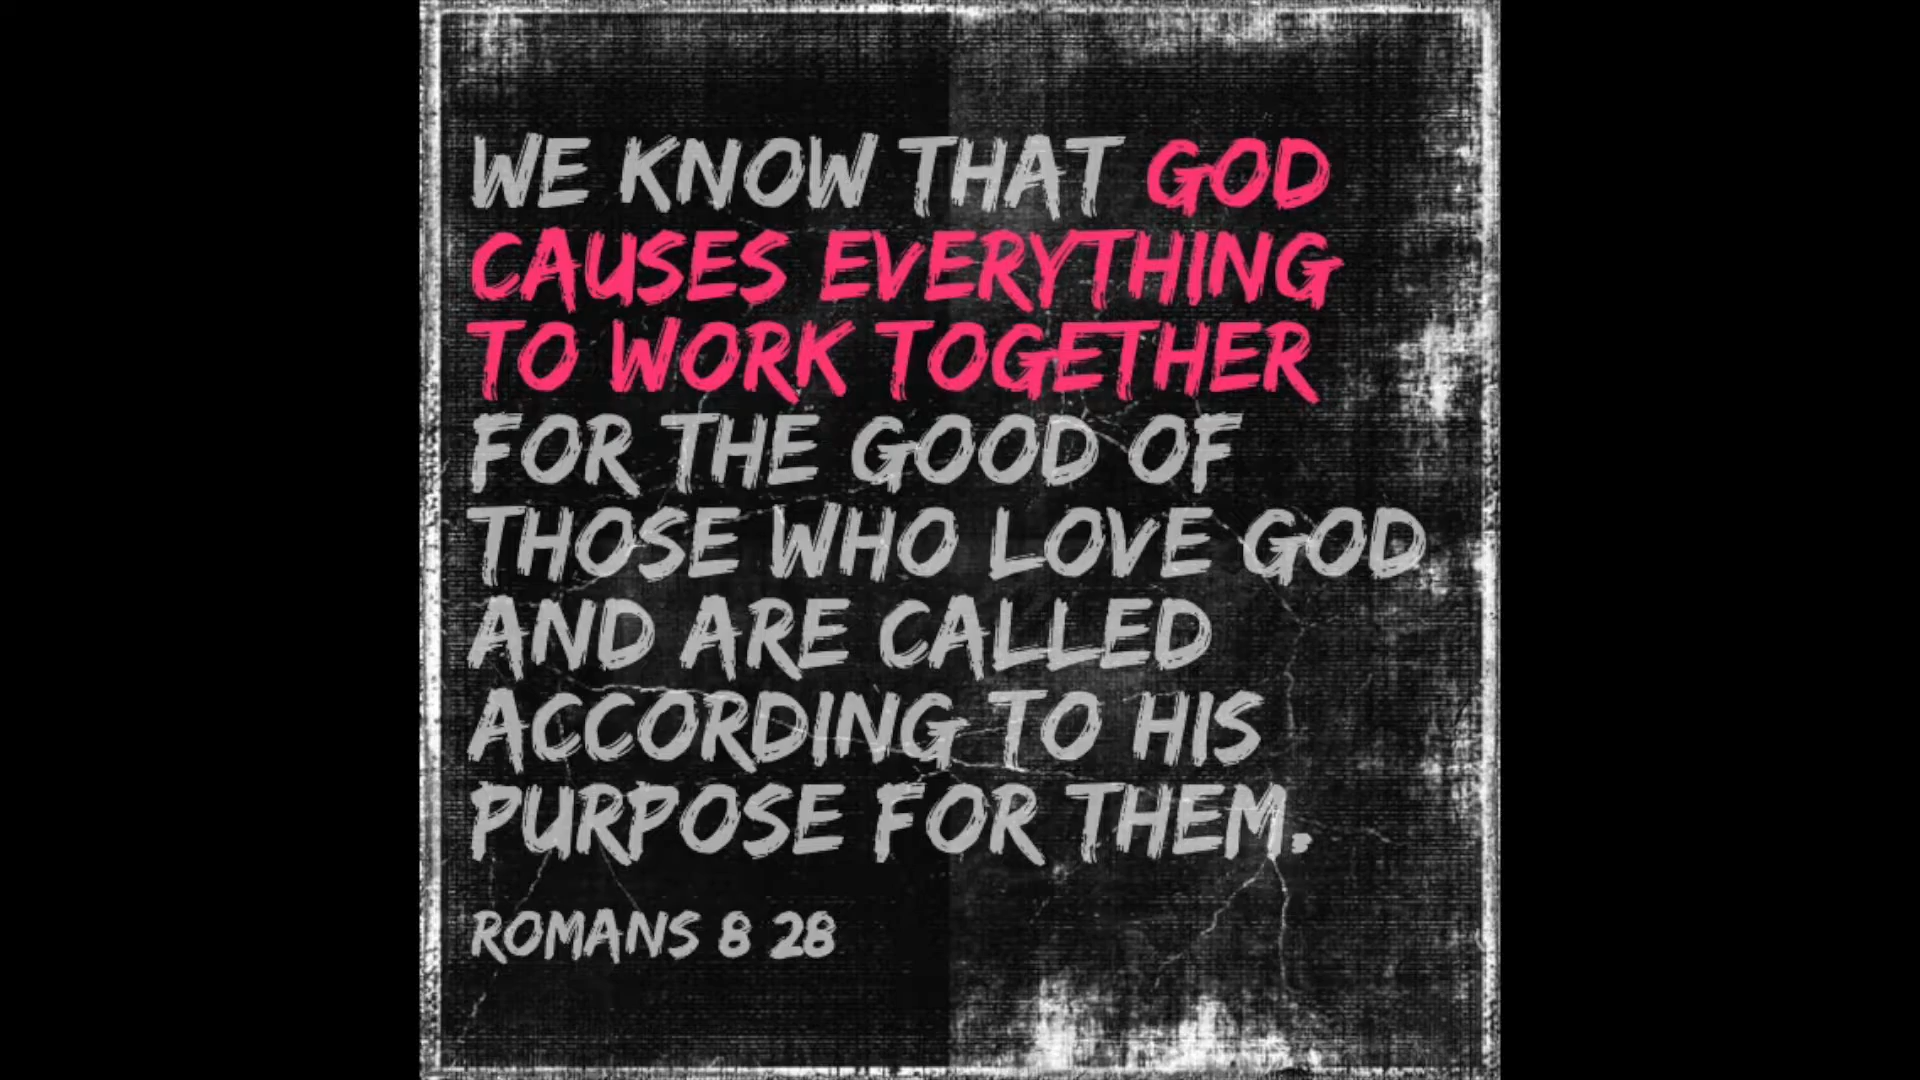 WE KNOW THAT GOD
CAUSES EVERYTHING
TO WORK TOGETHER
FOR THE GOOD OF
THOSE WHO LOVE GOD
AND ARE CALLED
ACCORDING TO HIS
PURPOSE FOR THEM.
ROMANS 8 28